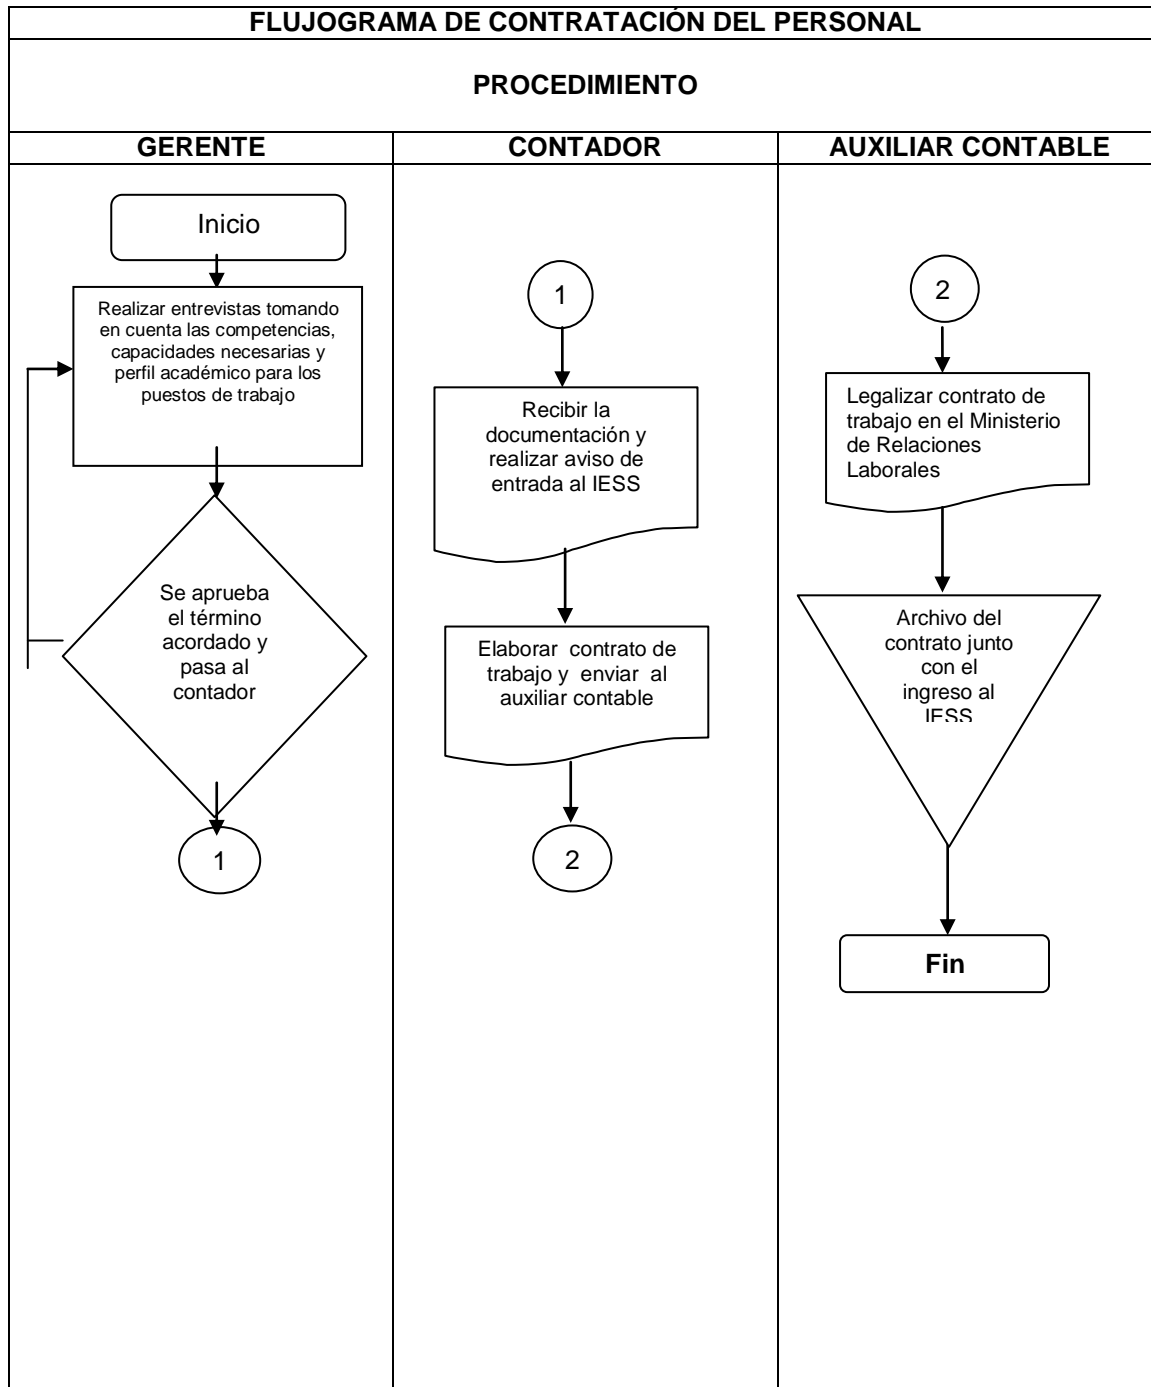 FLUJOGRAMA DE CONTRATACIÓN DEL PERSONAL
PROCEDIMIENTO
GERENTE
CONTADOR
AUXILIAR CONTABLE
Inicio
Realizar entrevistas tomando
en cuenta las competencias,
capacidades necesarias y
perfil académico para los
puestos de trabajo
Se aprueba
el término
acordado y
pasa al
contador
1
1
Recibir la
documentación y
realizar aviso de
entrada al IESS
Elaborar contrato de
trabajo y enviar al
auxiliar contable
2
2
Legalizar contrato de
trabajo en el Ministerio
de Relaciones
Laborales
Archivo del
contrato junto
con el
ingreso al
IESS
Fin